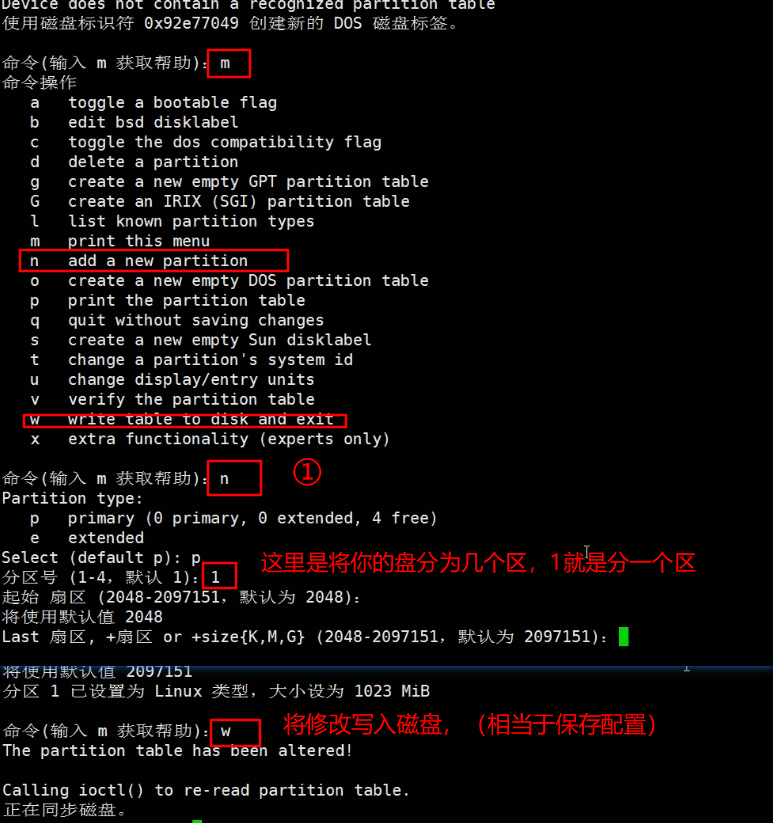 Device does not contain a recognized partition table
使用磁盘标识符 0x92e77049 创建新的 DOS 磁盘标签。
命令(输入 m 获取帮助)：m
命令操作
a   toggle a bootable flag
b   edit bsd disklabel
c   toggle the dos compatibility flag
d   delete a partition
g   create a new empty GPT partition table
G   create an IRIX (SGI) partition table
l   list known partition types
m   print this menu
n   add a new partition
o   create a new empty DOS partition table
p   print the partition table
q   quit without saving changes
s   create a new empty Sun disklabel
t   change a partition's system id
u   change display/entry units
v   verify the partition table
w   write table to disk and exit
x   extra functionality (experts only)
命令(输入 m 获取帮助)：n ①
Partition type:
p   primary (0 primary, 0 extended, 4 free)
e   extended
Select (default p): p
这里是将你的盘分为几个区，1就是分一个区
分区号 (1-4，默认 1)：1
起始 扇区 (2048-2097151，默认为 2048)：
将使用默认值 2048
Last 扇区, +扇区 or +size{K,M,G} (2048-2097151，默认为 2097151)：
将使用默认值 2097151
分区 1 已设置为 Linux 类型，大小设为 1023 MiB
命令(输入 m 获取帮助)：w 将修改写入磁盘，（相当于保存配置）
The partition table has been altered!
Calling ioctl() to re-read partition table.
正在同步磁盘。